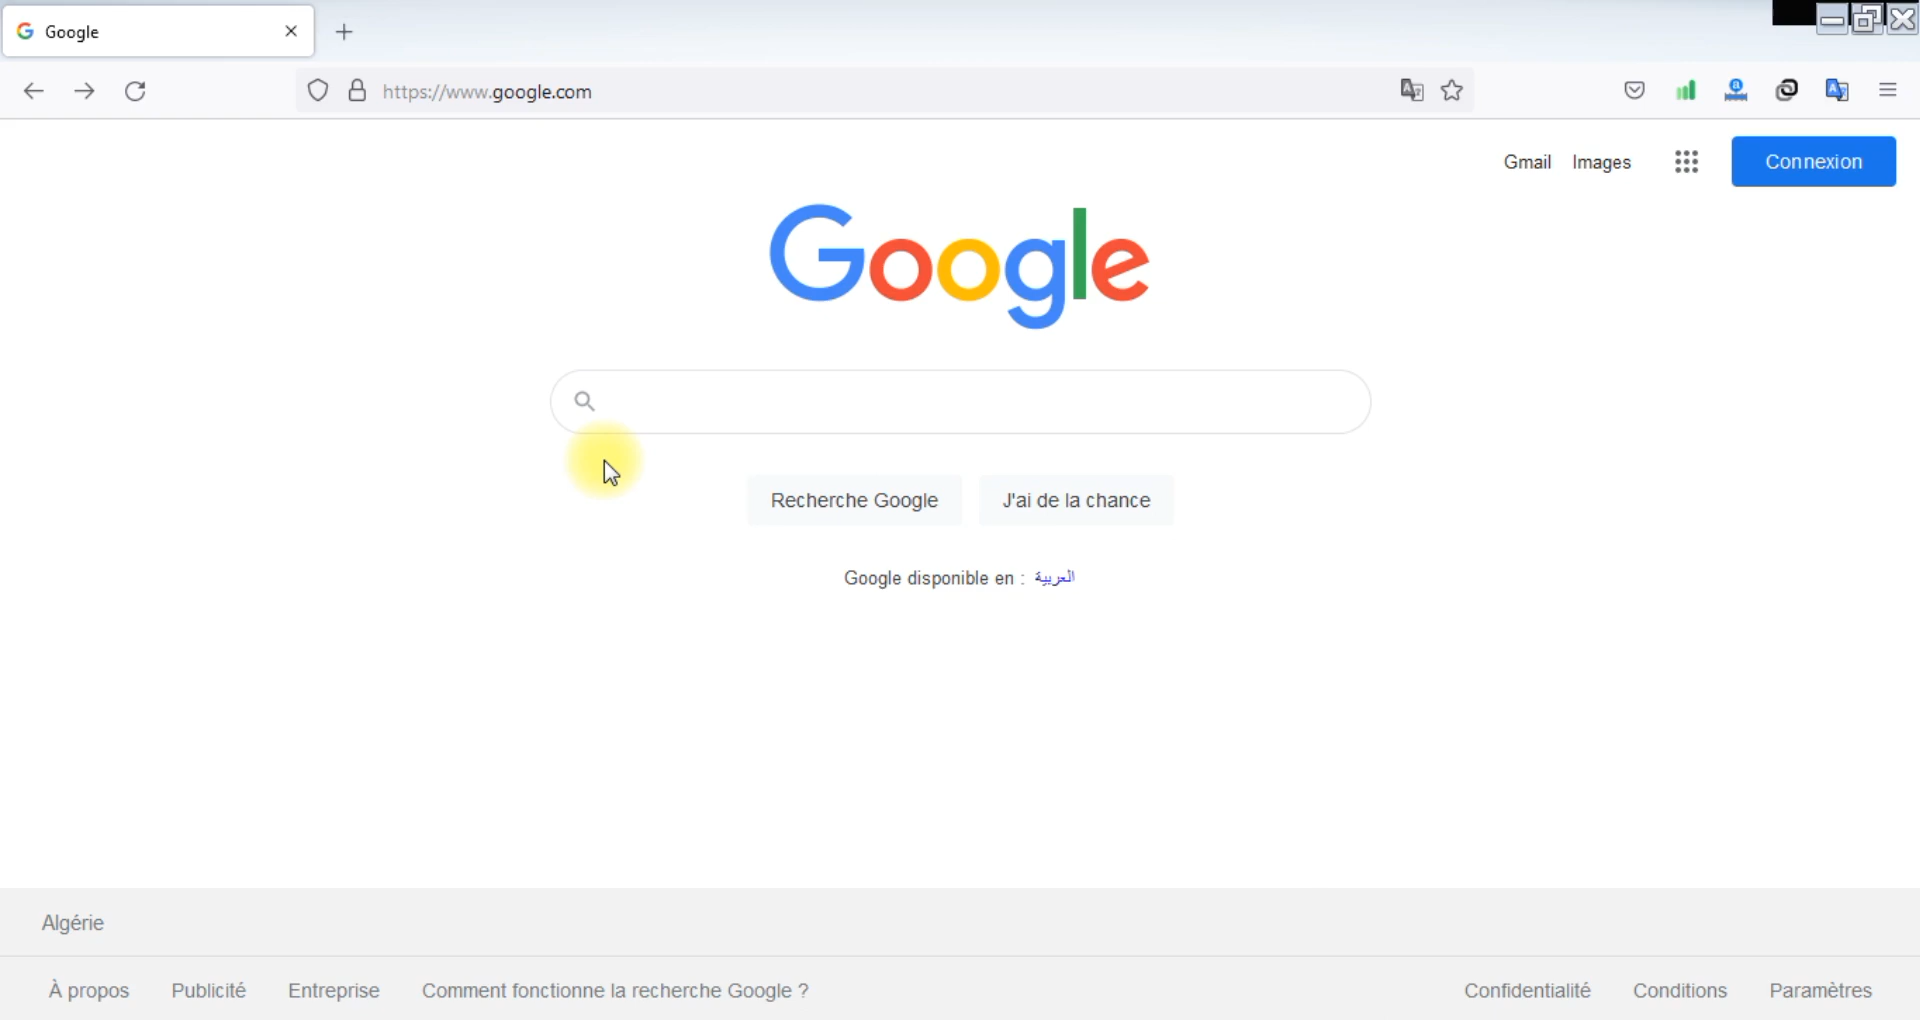 Google
https://www.google.com
Gmail Images Connexion
Google
Recherche Google J'ai de la chance
Google disponible en : العربية
Algérie
À propos Publicité Entreprise Comment fonctionne la recherche Google ? Confidentialité Conditions Paramètres